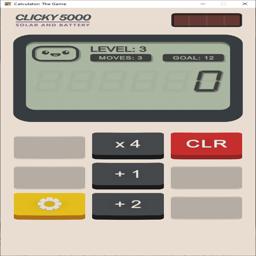 Calculator: The Game
CLICKY 5000
SOLAR AND BATTERY
LEVEL: 3
MOVES: 3 GOAL: 12
0
x 4 CLR
+ 1
+ 2